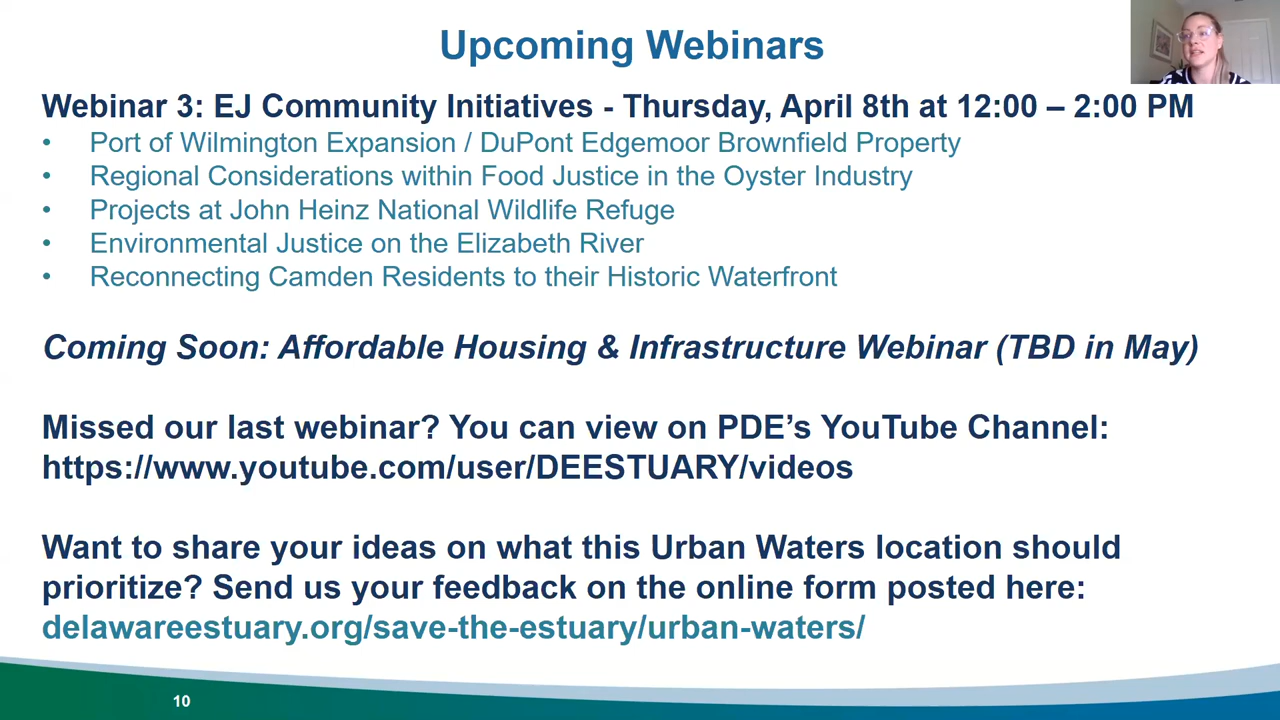 Upcoming Webinars
Webinar 3: EJ Community Initiatives - Thursday, April 8th at 12:00 – 2:00 PM
• Port of Wilmington Expansion / DuPont Edgemoor Brownfield Property
• Regional Considerations within Food Justice in the Oyster Industry
• Projects at John Heinz National Wildlife Refuge
• Environmental Justice on the Elizabeth River
• Reconnecting Camden Residents to their Historic Waterfront
Coming Soon: Affordable Housing & Infrastructure Webinar (TBD in May)
Missed our last webinar? You can view on PDE’s YouTube Channel:
https://www.youtube.com/user/DEESTUARY/videos
Want to share your ideas on what this Urban Waters location should
prioritize? Send us your feedback on the online form posted here:
delawareestuary.org/save-the-estuary/urban-waters/
10